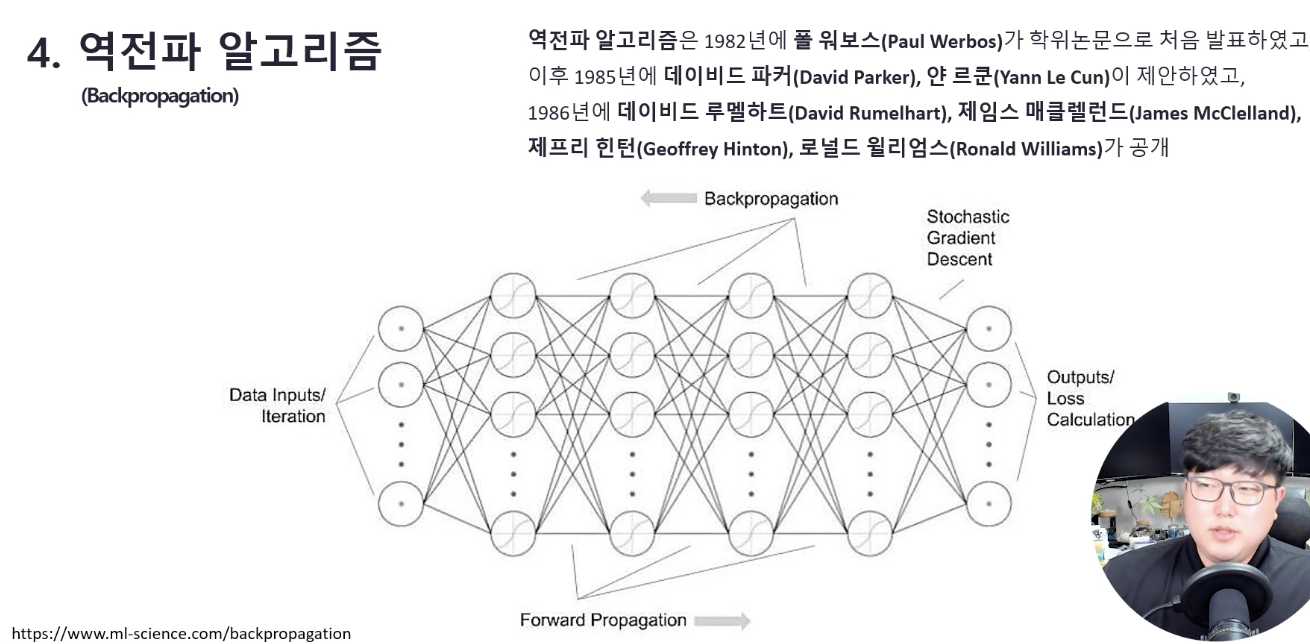 4. 역전파 알고리즘
(Backpropagation)
역전파 알고리즘은 1982년에 폴 워보스(Paul Werbos)가 학위논문으로 처음 발표하였고
이후 1985년에 데이비드 파커(David Parker), 얀 르쿤(Yann Le Cun)이 제안하였고,
1986년에 데이비드 루멜하트(David Rumelhart), 제임스 매클렐런드(James McClelland),
제프리 힌턴(Geoffrey Hinton), 로널드 윌리엄스(Ronald Williams)가 공개
Backpropagation
Stochastic
Gradient
Descent
Data Inputs/
Iteration
Outputs/
Loss
Calculation
Forward Propagation
https://www.ml-science.com/backpropagation